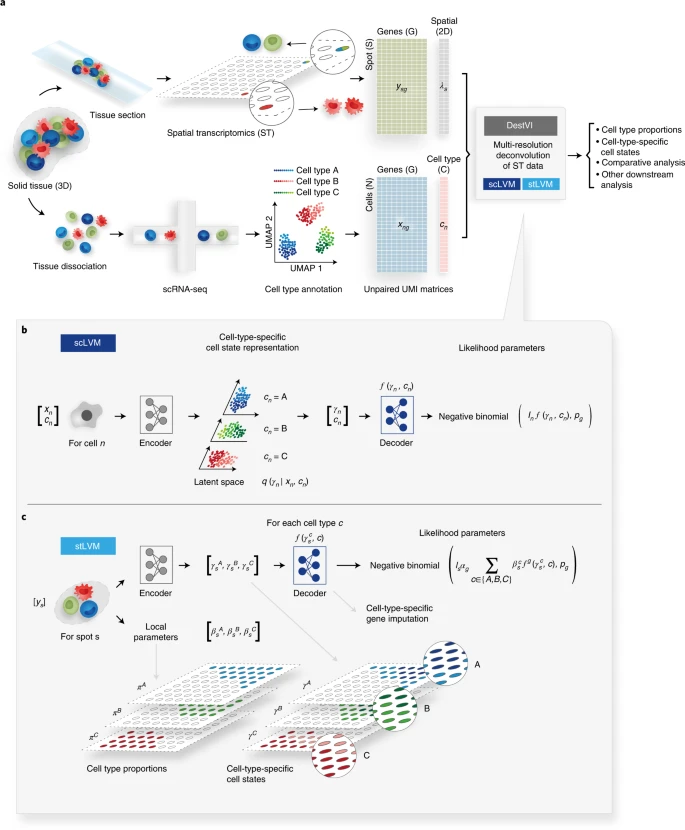 a
Tissue section
Solid tissue (3D)
Tissue dissociation
Spatial transcriptomics (ST)
scRNA-seq
Cell type A
Cell type B
Cell type C
UMAP 2
UMAP 1
Cell type annotation
Genes (G)
Spatial
(2D)
Spot (S)
y_sg
λ_s
Genes (G)
Cell type
(C)
Cells (N)
x_ng
c_n
Unpaired UMI matrices
DestVI
Multi-resolution
deconvolution
of ST data
scLVM
stLVM
• Cell type proportions
• Cell-type-specific
cell states
• Comparative analysis
• Other downstream
analysis
b
scLVM
Cell-type-specific
cell state representation
Likelihood parameters
[x_n
c_n]
For cell n
Encoder
c_n = A
c_n = B
c_n = C
Latent space
q (γ_n | x_n, c_n)
[γ_n
c_n]
f (γ_n, c_n)
Decoder
Negative binomial
(l_n f (γ_n, c_n), p_g)
c
stLVM
For each cell type c
Likelihood parameters
[y_s]
For spot s
Encoder
[γ_s^A, γ_s^B, γ_s^C]
f (γ_s^c, c)
Decoder
Negative binomial
(l_s α_g ∑ c∈{A,B,C} β_s^c f^g (γ_s^c, c), p_g)
Local
parameters
[β_s^A, β_s^B, β_s^C]
Cell-type-specific
gene imputation
π^A
π^B
π^C
Cell type proportions
γ^A
γ^B
γ^C
A
B
C
Cell-type-specific
cell states